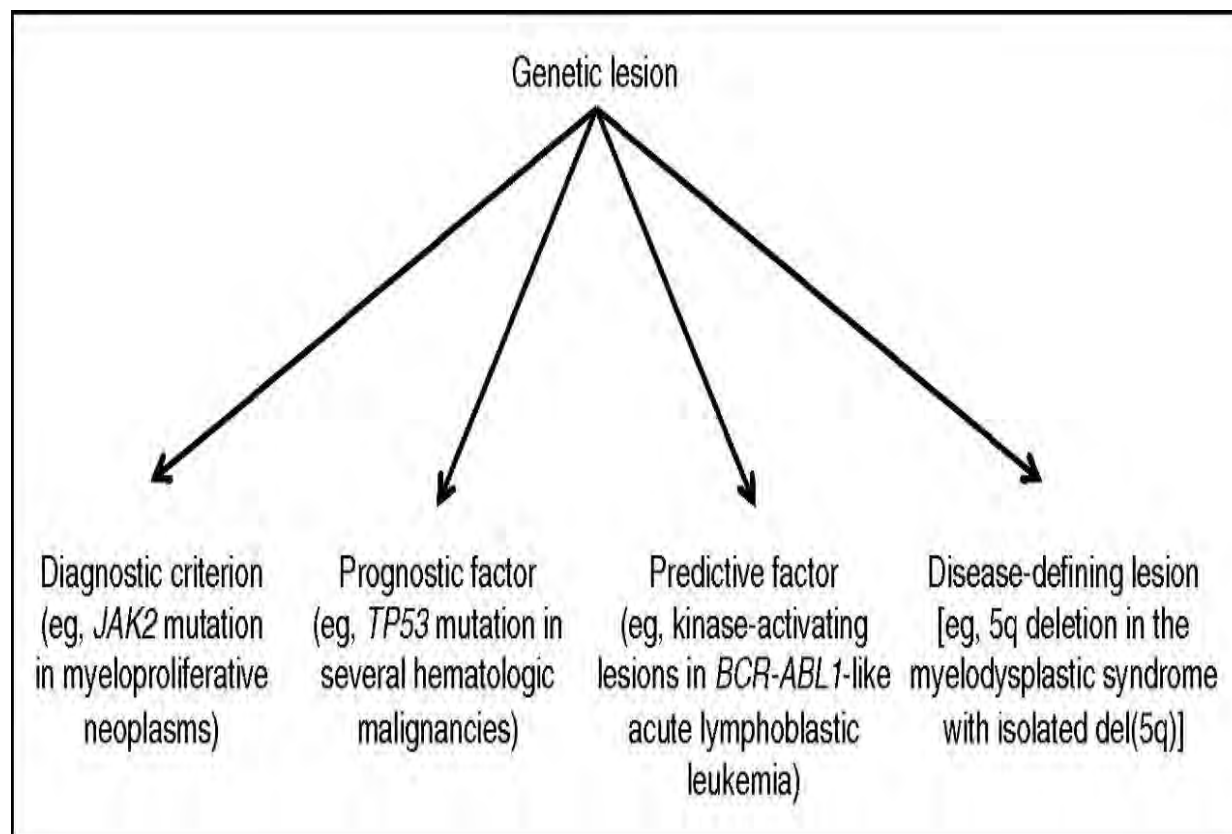 Genetic lesion
Diagnostic criterion
(eg, JAK2 mutation
in myeloproliferative
neoplasms)
Prognostic factor
(eg, TP53 mutation in
several hematologic
malignancies)
Predictive factor
(eg, kinase-activating
lesions in BCR-ABL1-like
acute lymphoblastic
leukemia)
Disease-defining lesion
[eg, 5q deletion in the
myelodysplastic syndrome
with isolated del(5q)]